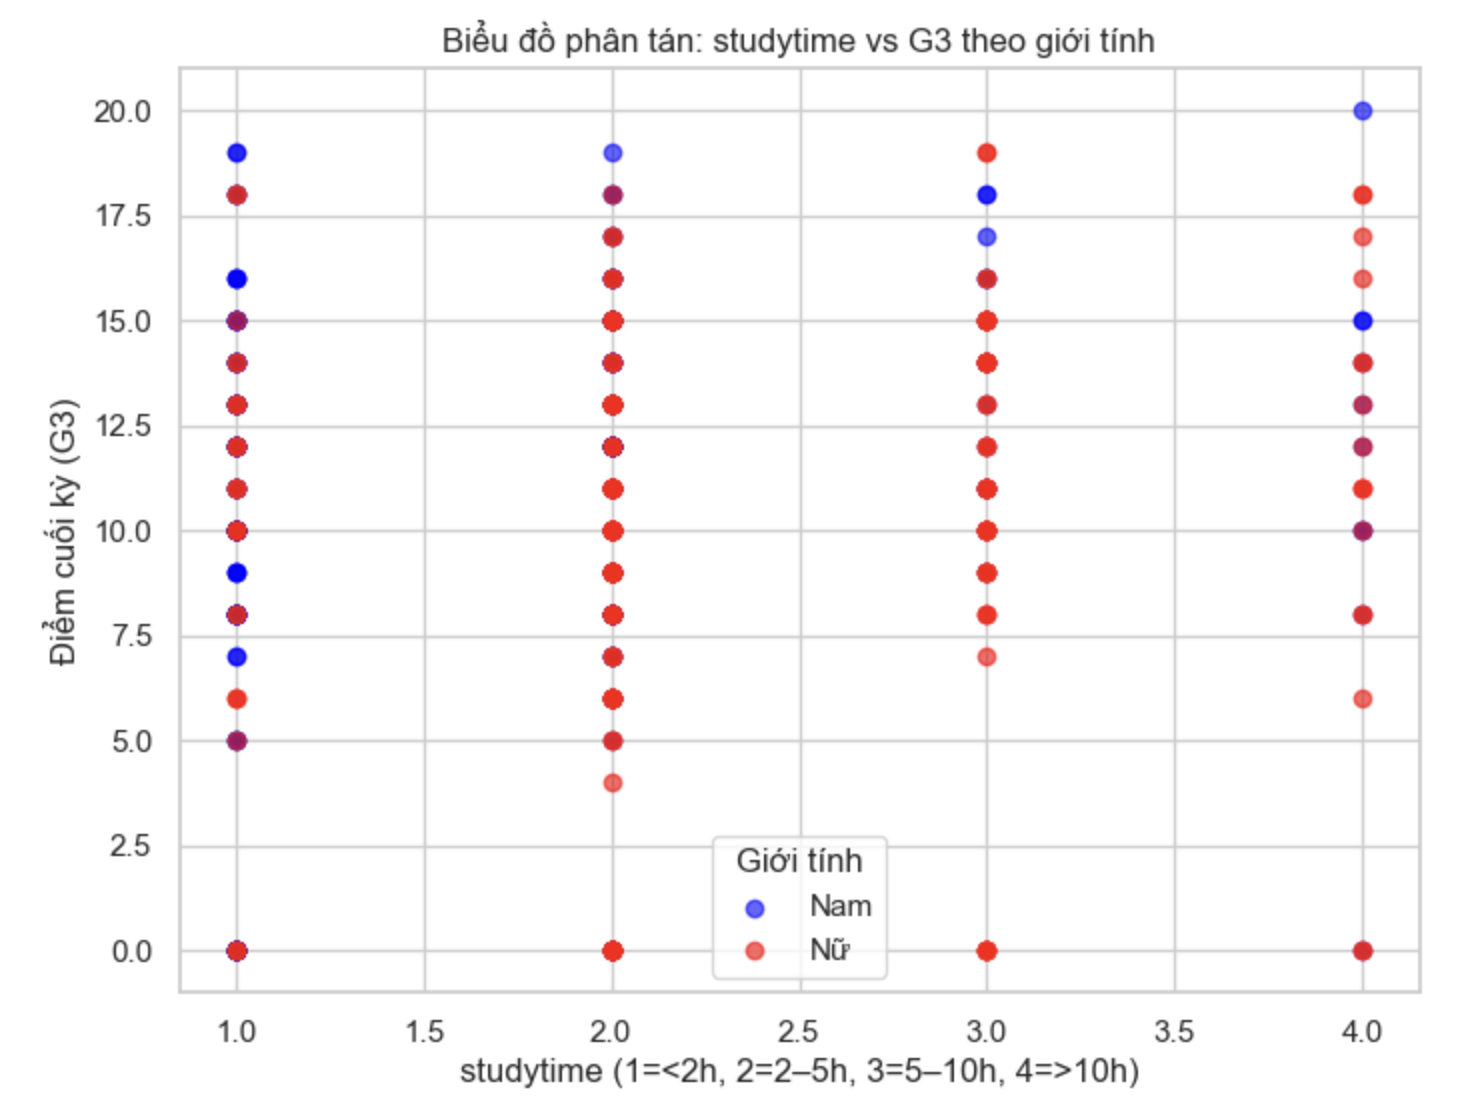 Biểu đồ phân tán: studytime vs G3 theo giới tính
20.0
17.5
15.0
12.5
10.0
7.5
5.0
2.5
0.0
Điểm cuối kỳ (G3)
Giới tính
Nam
Nữ
1.0 1.5 2.0 2.5 3.0 3.5 4.0
studytime (1=<2h, 2=2–5h, 3=5–10h, 4=>10h)